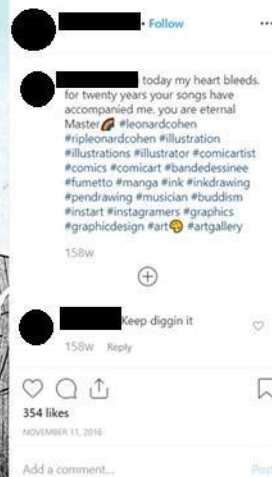 • Follow ...
today my heart bleeds.
for twenty years your songs have
accompanied me. you are eternal
Master🌈 #leonardcohen
#ripleonardcohen #illustration
#illustrations #illustrator #comicartist
#comics #comicart #bandedessinee
#fumetto #manga #ink #inkdrawing
#pendrawing #musician #buddism
#instart #instagramers #graphics
#graphicdesign #art🎨 #artgallery
158w
Keep diggin it
158w Reply
354 likes
NOVEMBER 11, 2016
Add a comment... Post